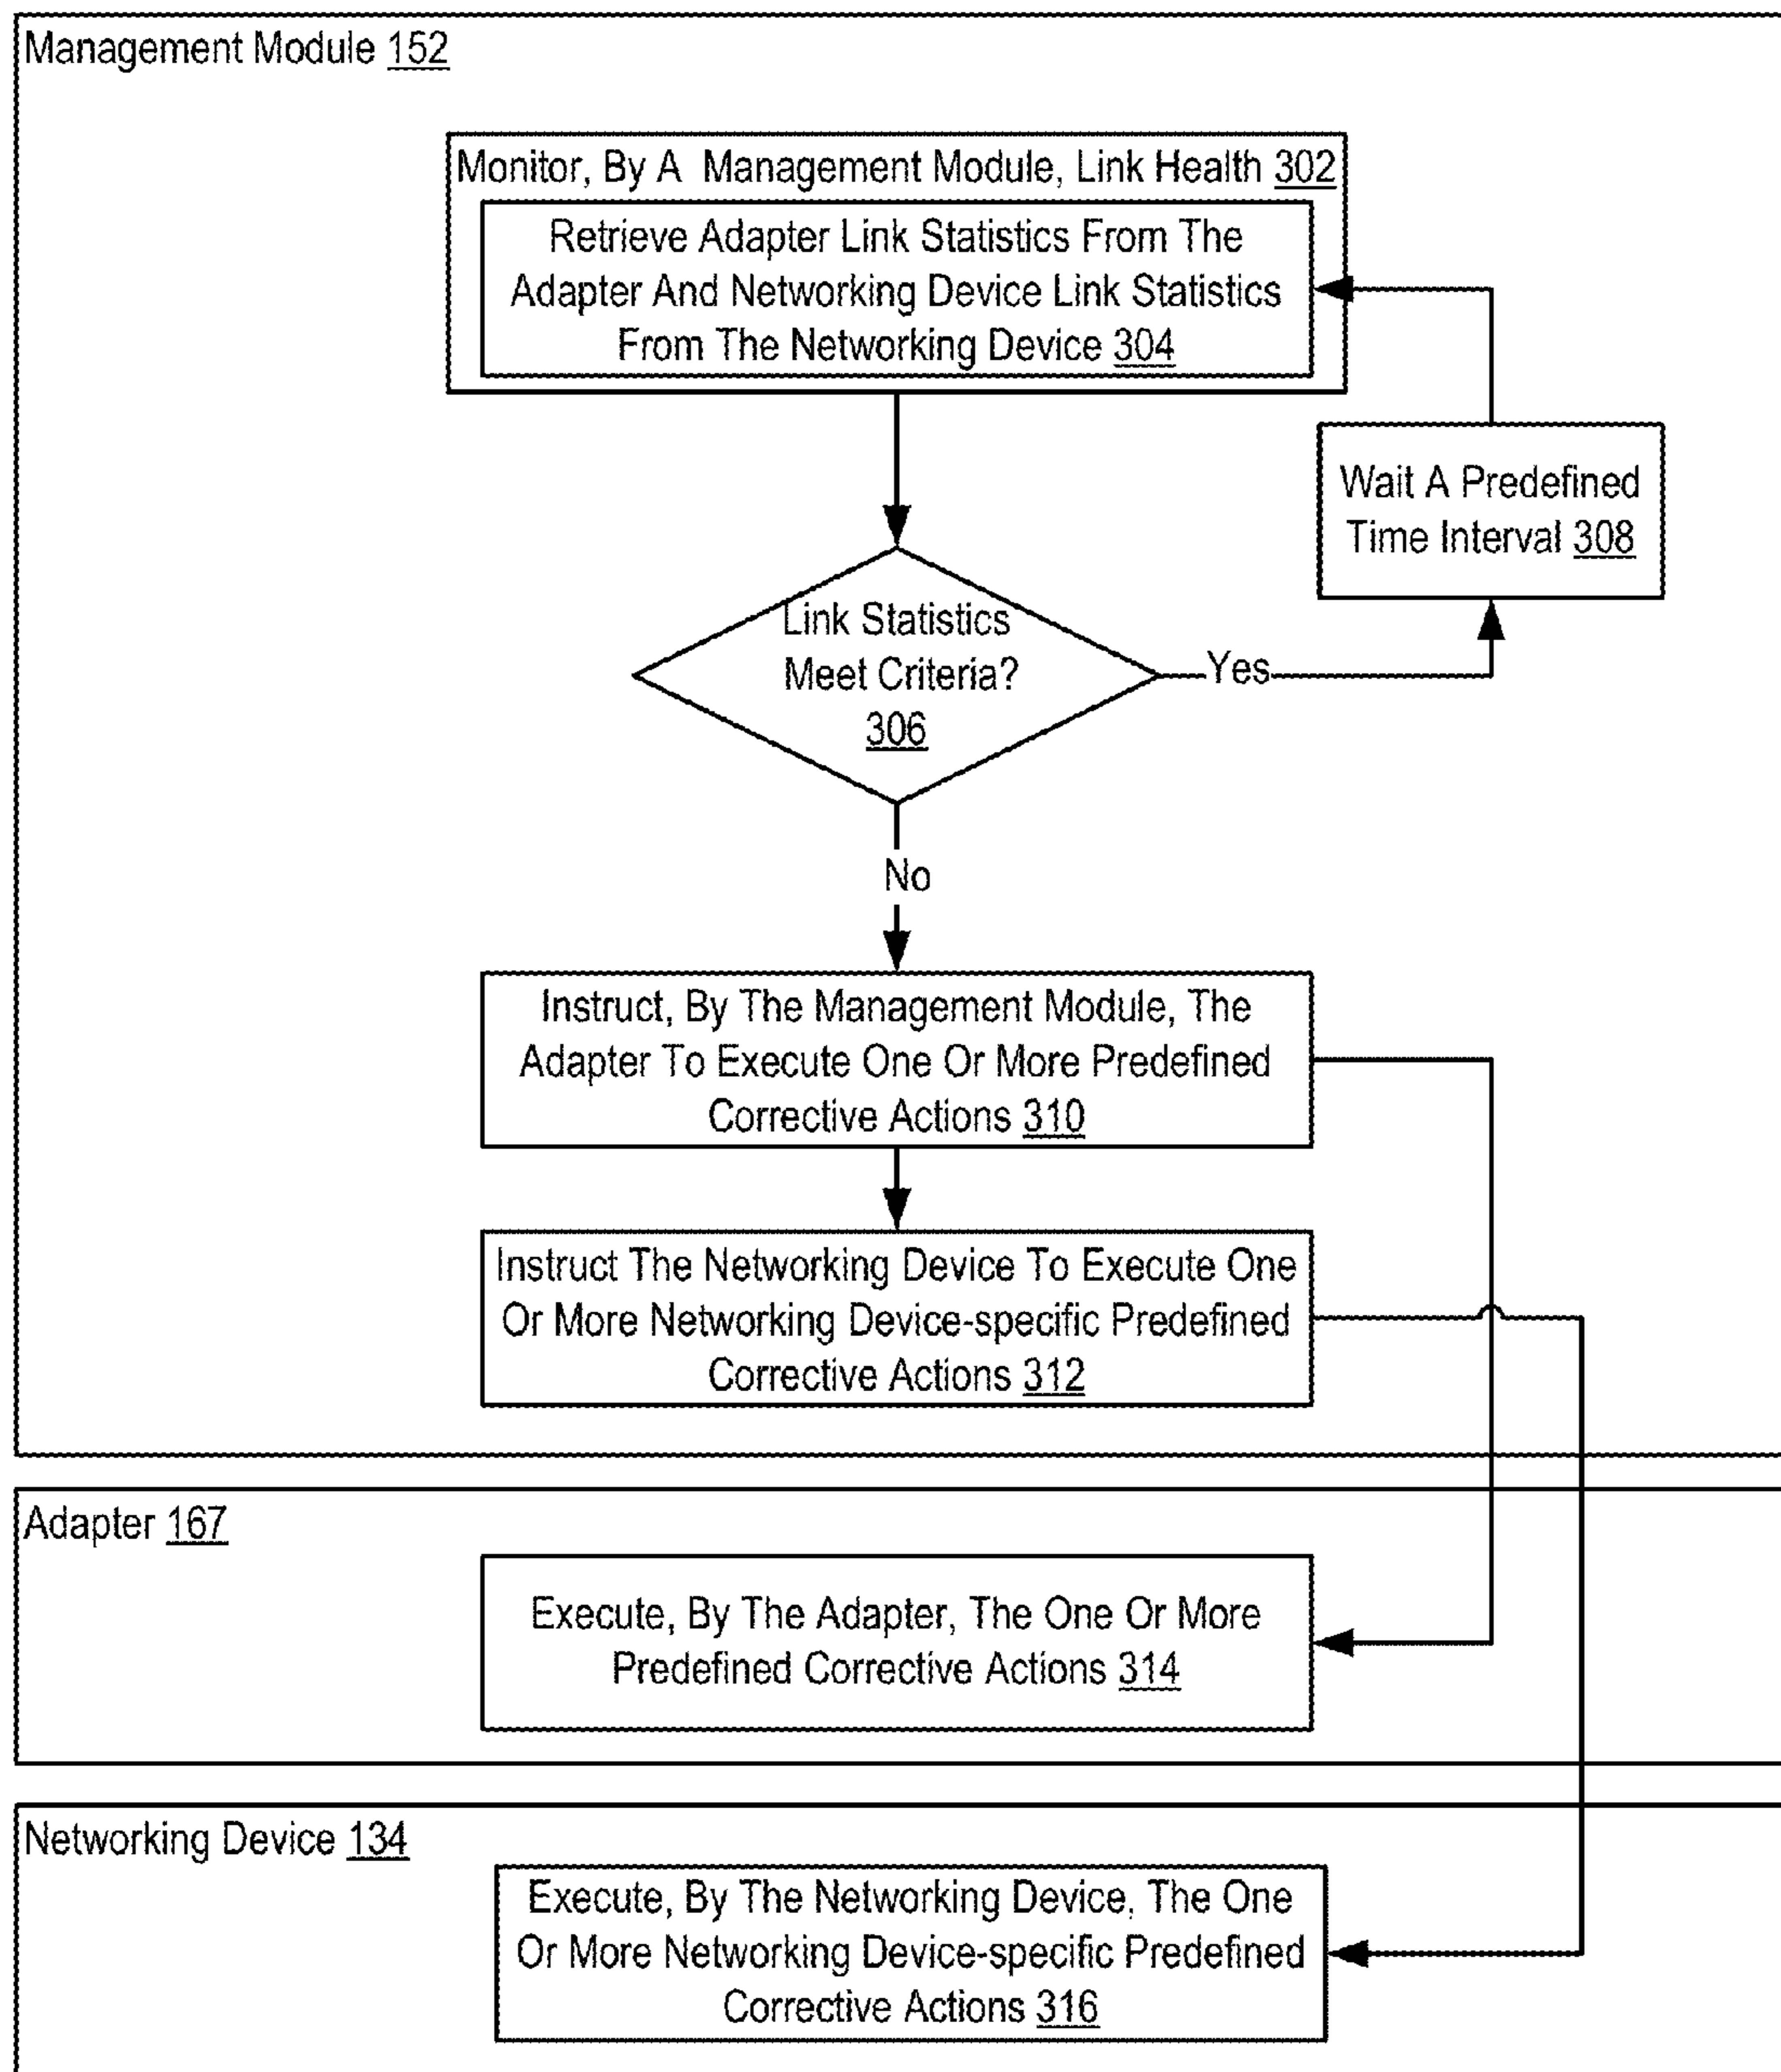 Management Module 152
Monitor, By A Management Module, Link Health 302
Retrieve Adapter Link Statistics From The
Adapter And Networking Device Link Statistics
From The Networking Device 304
Wait A Predefined
Time Interval 308
Link Statistics
Meet Criteria?
306
Yes
No
Instruct, By The Management Module, The
Adapter To Execute One Or More Predefined
Corrective Actions 310
Instruct The Networking Device To Execute One
Or More Networking Device-specific Predefined
Corrective Actions 312
Adapter 167
Execute, By The Adapter, The One Or More
Predefined Corrective Actions 314
Networking Device 134
Execute, By The Networking Device, The One
Or More Networking Device-specific Predefined
Corrective Actions 316